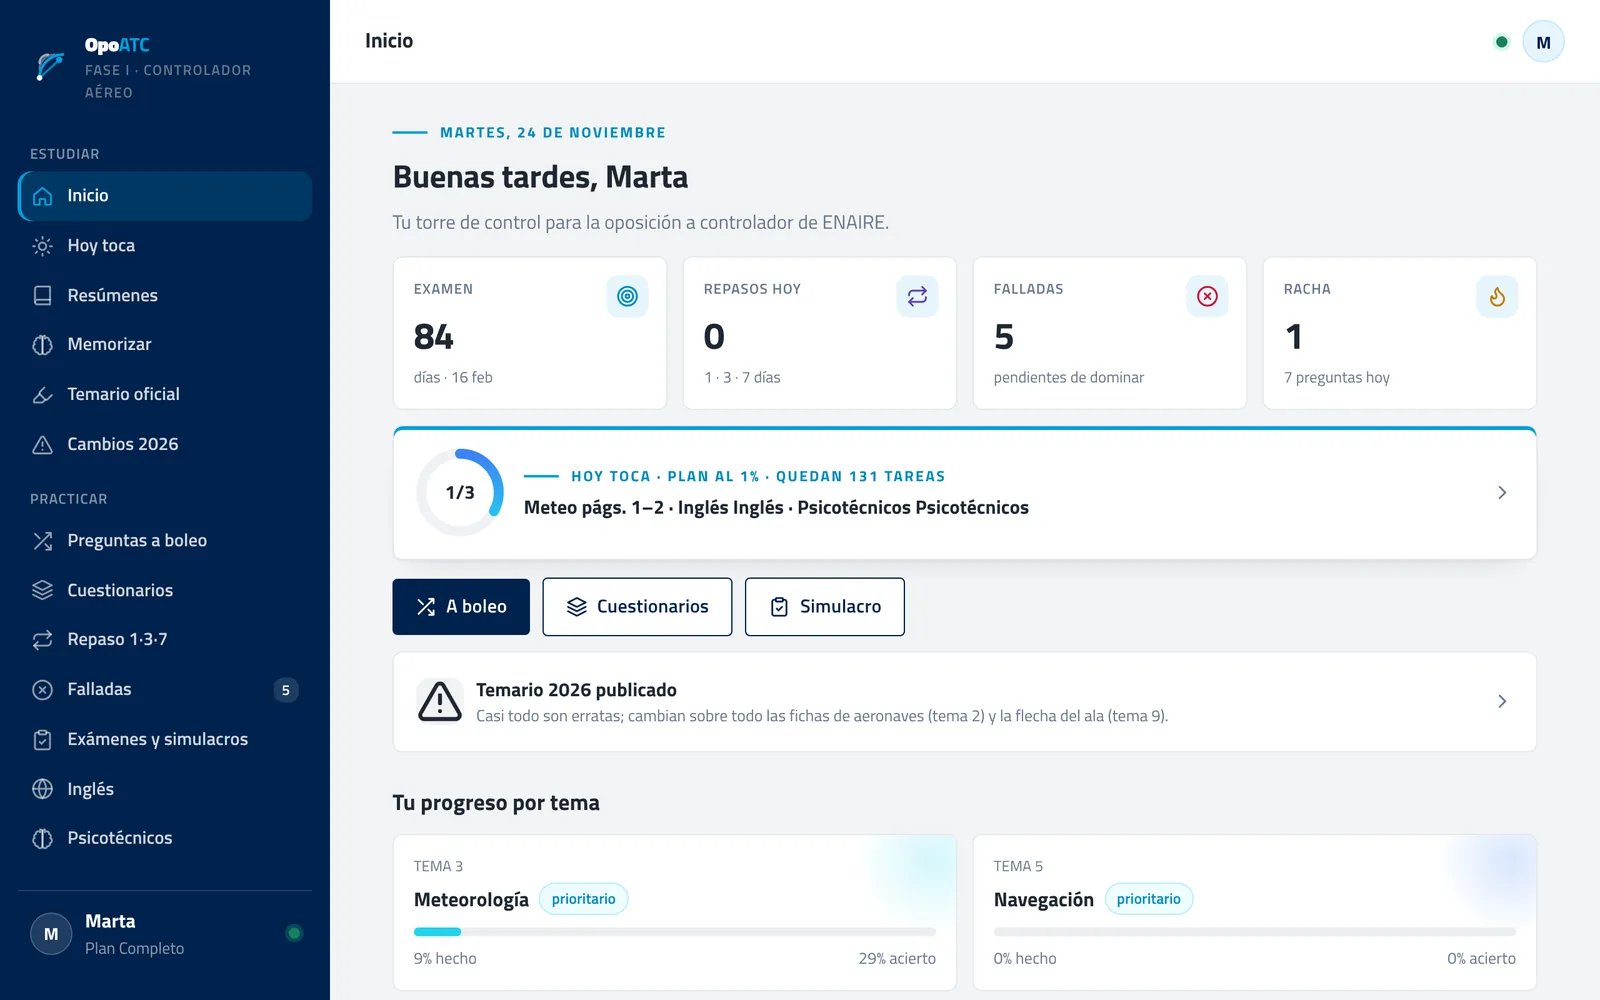 OpoATC
FASE I · CONTROLADOR
AÉREO
ESTUDIAR
Inicio
Hoy toca
Resúmenes
Memorizar
Temario oficial
Cambios 2026
PRACTICAR
Preguntas a boleo
Cuestionarios
Repaso 1·3·7
Falladas 5
Exámenes y simulacros
Inglés
Psicotécnicos
M Marta
Plan Completo
Inicio
M
MARTES, 24 DE NOVIEMBRE
Buenas tardes, Marta
Tu torre de control para la oposición a controlador de ENAIRE.
EXAMEN
84
días · 16 feb
REPASOS HOY
0
1 · 3 · 7 días
FALLADAS
5
pendientes de dominar
RACHA
1
7 preguntas hoy
1/3
HOY TOCA · PLAN AL 1% · QUEDAN 131 TAREAS
Meteo págs. 1–2 · Inglés Inglés · Psicotécnicos Psicotécnicos
A boleo
Cuestionarios
Simulacro
Temario 2026 publicado
Casi todo son erratas; cambian sobre todo las fichas de aeronaves (tema 2) y la flecha del ala (tema 9).
Tu progreso por tema
TEMA 3
Meteorología prioritario
9% hecho 29% acierto
TEMA 5
Navegación prioritario
0% hecho 0% acierto